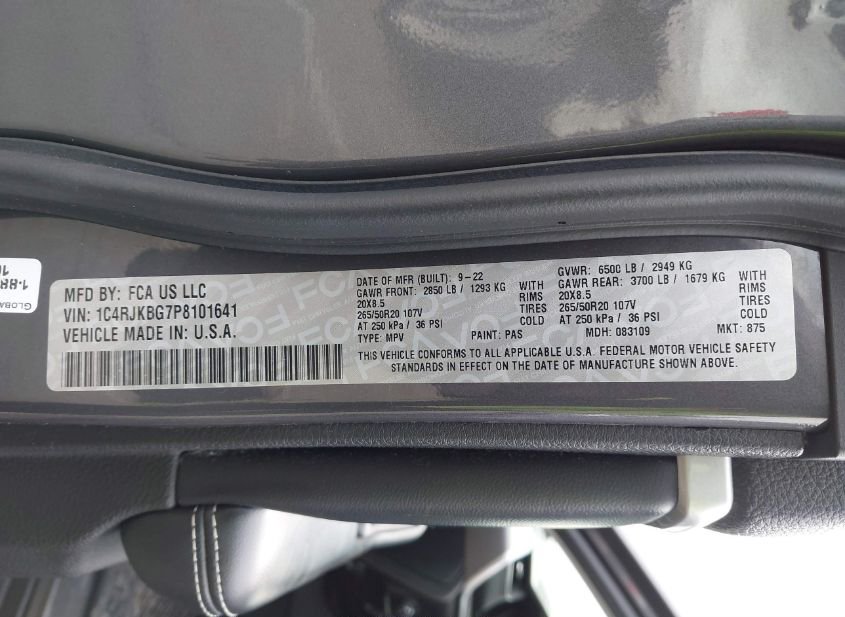 GLOBA
1-88
MFD BY: FCA US LLC
VIN: 1C4RJKBG7P8101641
VEHICLE MADE IN U.S.A.
DATE OF MFR (BUILT): 9-22
GAWR FRONT: 2850 LB / 1293 KG WITH
20X8.5 RIMS
265/50R20 107V TIRES
AT 250 kPa / 36 PSI COLD
TYPE: MPV PAINT: PAS
GVWR: 6500 LB / 2949 KG
GAWR REAR: 3700 LB / 1679 KG WITH
20X8.5 RIMS
265/50R20 107V TIRES
AT 250 kPa / 36 PSI COLD
MDH: 083109 MKT: 875
THIS VEHICLE CONFORMS TO ALL APPLICABLE U.S.A. FEDERAL MOTOR VEHICLE SAFETY
STANDARDS IN EFFECT ON THE DATE OF MANUFACTURE SHOWN ABOVE.